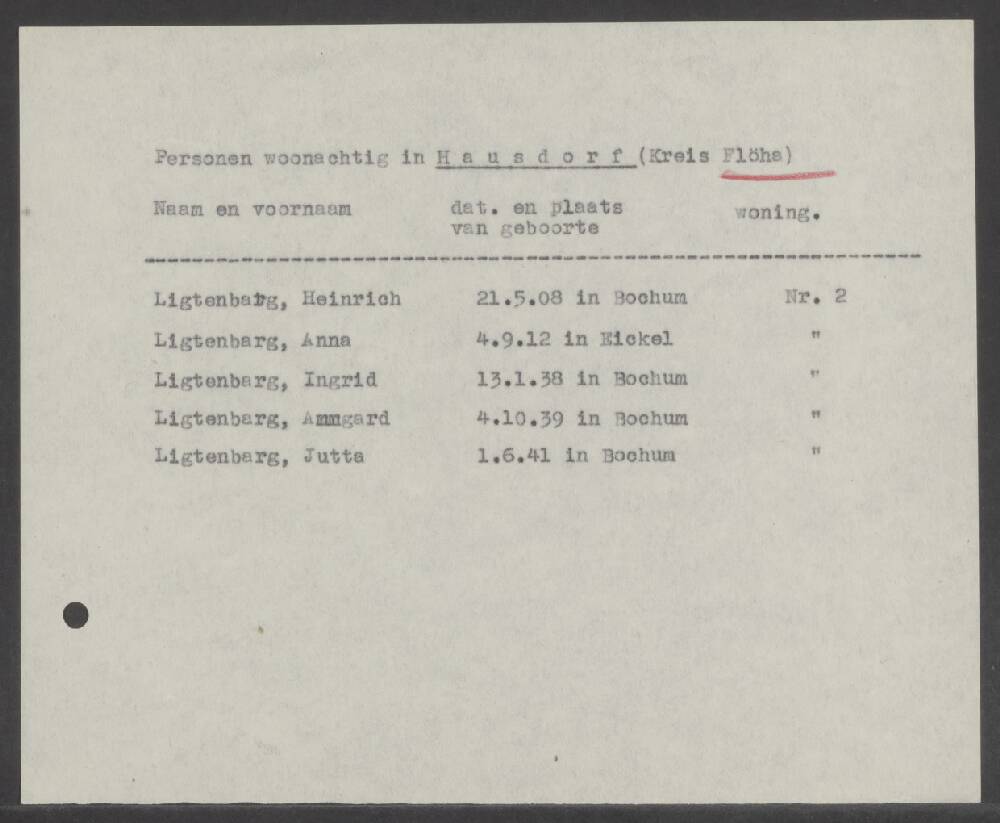 Personen woonachtig in H a u s d o r f (Kreis Flöha)
Naam en voornaam dat. en plaats woning.
van geboorte
Ligtenbarg, Heinrich 21.5.08 in Bochum Nr. 2
Ligtenbarg, Anna 4.9.12 in Eickel "
Ligtenbarg, Ingrid 13.1.38 in Bochum "
Ligtenbarg, Ammgard 4.10.39 in Bochum "
Ligtenbarg, Jutta 1.6.41 in Bochum "